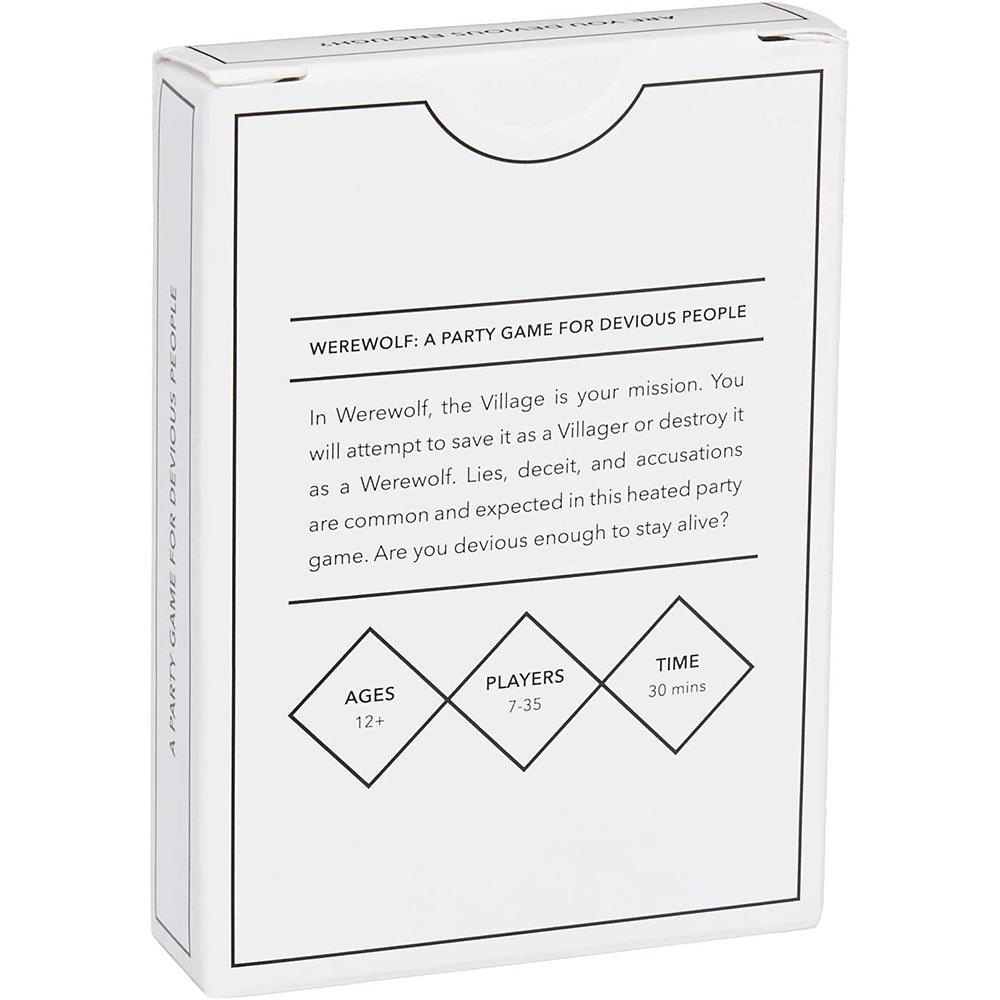 ARE YOU DEVIOUS ENOUGH?
WEREWOLF: A PARTY GAME FOR DEVIOUS PEOPLE
In Werewolf, the Village is your mission. You
will attempt to save it as a Villager or destroy it
as a Werewolf. Lies, deceit, and accusations
are common and expected in this heated party
game. Are you devious enough to stay alive?
AGES
12+
PLAYERS
7-35
TIME
30 mins
A PARTY GAME FOR DEVIOUS PEOPLE